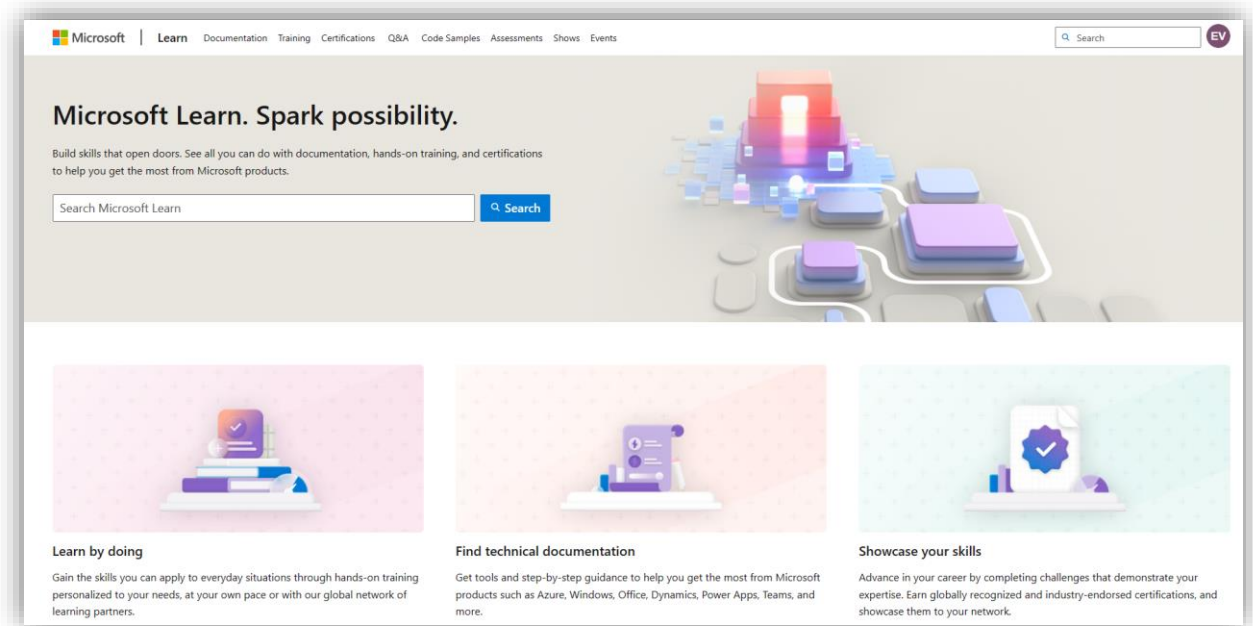 Microsoft | Learn Documentation Training Certifications Q&A Code Samples Assessments Shows Events Search EV
Microsoft Learn. Spark possibility.
Build skills that open doors. See all you can do with documentation, hands-on training, and certifications
to help you get the most from Microsoft products.
Search Microsoft Learn Search
Learn by doing
Gain the skills you can apply to everyday situations through hands-on training
personalized to your needs, at your own pace or with our global network of
learning partners.
Find technical documentation
Get tools and step-by-step guidance to help you get the most from Microsoft
products such as Azure, Windows, Office, Dynamics, Power Apps, Teams, and
more.
Showcase your skills
Advance in your career by completing challenges that demonstrate your
expertise. Earn globally recognized and industry-endorsed certifications, and
showcase them to your network.